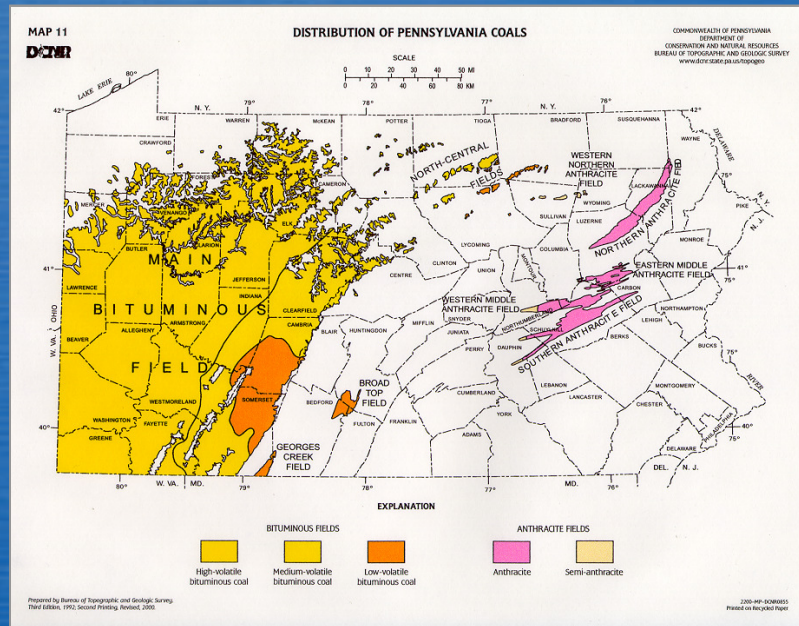 MAP 11
DCNR
DISTRIBUTION OF PENNSYLVANIA COALS
COMMONWEALTH OF PENNSYLVANIA
DEPARTMENT OF
CONSERVATION AND NATURAL RESOURCES
BUREAU OF TOPOGRAPHIC AND GEOLOGIC SURVEY
www.dcnr.state.pa.us/topogeo
SCALE
10 0 10 20 30 40 50 MI
0 20 40 60 80 KM
LAKE ERIE
80°
79°
78°
77°
76°
42°
42°
N. Y.
N. Y.
ERIE
WARREN
McKEAN
POTTER
TIOGA
BRADFORD
SUSQUEHANNA
WAYNE
DELAWARE
CRAWFORD
FOREST
CAMERON
NORTH-CENTRAL
FIELDS
WESTERN
NORTHERN
ANTHRACITE
FIELD
LACKAWANNA
75°
MERCER
VENANGO
ELK
SULLIVAN
WYOMING
LUZERNE
NORTHERN ANTHRACITE FIELD
PIKE
N. Y.
N. J.
BUTLER
CLARION
LYCOMING
COLUMBIA
MONROE
MAIN
CLINTON
UNION
MONTOUR
EASTERN MIDDLE
ANTHRACITE FIELD
41°
41°
75°
LAWRENCE
JEFFERSON
CENTRE
CARBON
INDIANA
CLEARFIELD
WESTERN MIDDLE
ANTHRACITE FIELD
NORTHUMBERLAND
NORTHAMPTON
BITUMINOUS
OHIO
W. VA.
ARMSTRONG
CAMBRIA
BLAIR
HUNTINGDON
MIFFLIN
SNYDER
JUNIATA
SCHUYLKILL
LEHIGH
BEAVER
ALLEGHENY
PERRY
DAUPHIN
SOUTHERN ANTHRACITE FIELD
BERKS
BUCKS
75°
FIELD
LEBANON
MONTGOMERY
RIVER
WESTMORELAND
SOMERSET
BEDFORD
BROAD
TOP
FIELD
CUMBERLAND
LANCASTER
CHESTER
WASHINGTON
FAYETTE
FULTON
FRANKLIN
YORK
PHILADELPHIA
40°
40°
75°
GREENE
ADAMS
DELAWARE
GEORGES
CREEK
FIELD
DEL.
N. J.
80°
W. VA.
MD.
79°
78°
77°
MD.
76°
EXPLANATION
BITUMINOUS FIELDS
ANTHRACITE FIELDS
High-volatile
bituminous coal
Medium-volatile
bituminous coal
Low-volatile
bituminous coal
Anthracite
Semi-anthracite
Prepared by Bureau of Topographic and Geologic Survey.
Third Edition, 1992; Second Printing, Revised, 2000.
2200-MP-DCNR0855
Printed on Recycled Paper